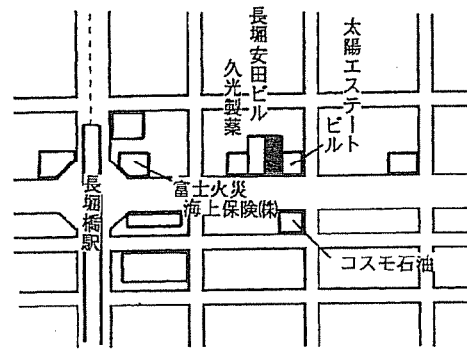 長堀安田ビル
久光製薬
太陽エステート
ビル
富士火災
海上保険㈱
長堀橋駅
コスモ石油